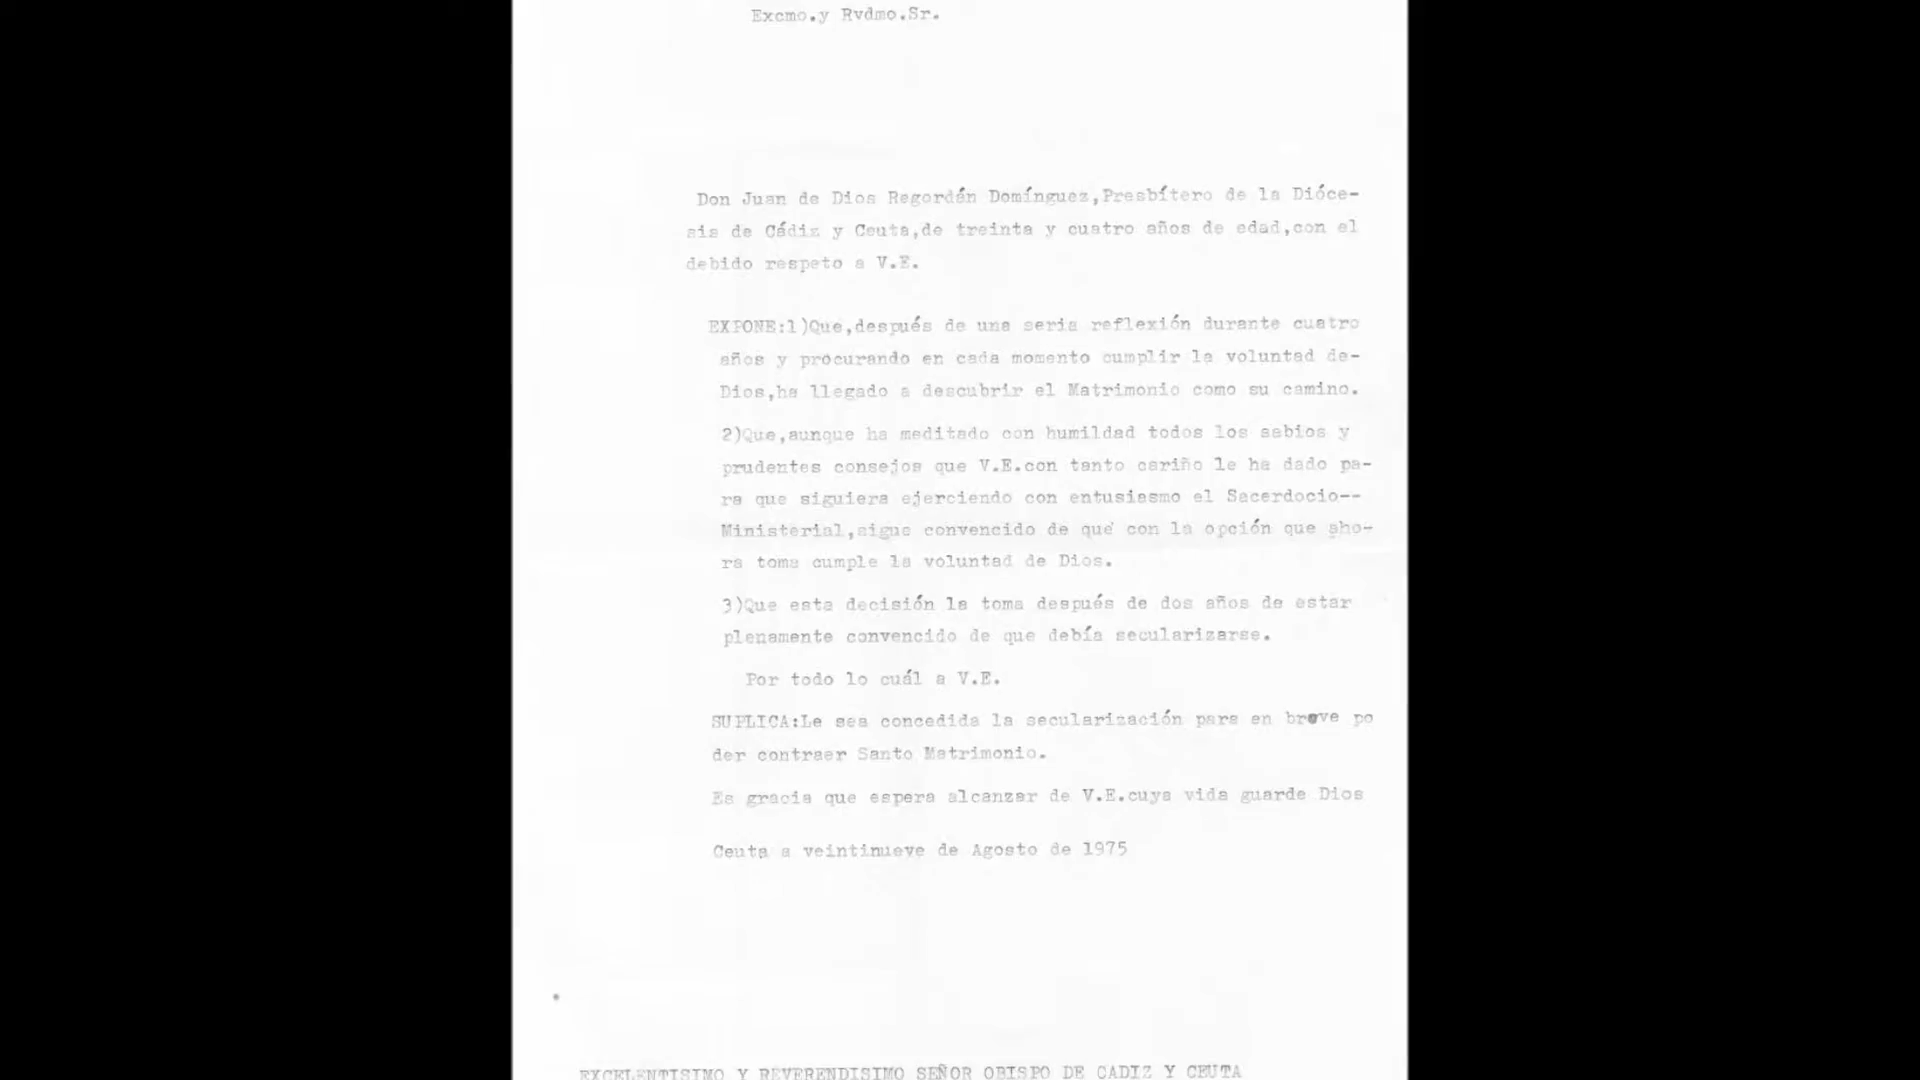 Excmo.y Rvdmo.Sr.
Don Juan de Dios Regordán Domínguez,Presbítero de la Dióce-
sis de Cádiz y Ceuta,de treinta y cuatro años de edad,con el
debido respeto a V.E.
EXPONE:1)Que,después de una seria reflexión durante cuatro
años y procurando en cada momento cumplir la voluntad de-
Dios,ha llegado a descubrir el Matrimonio como su camino.
2)Que,aunque ha meditado con humildad todos los sabios y
prudentes consejos que V.E.con tanto cariño le ha dado pa-
ra que siguiera ejerciendo con entusiasmo el Sacerdocio--
Ministerial,sigue convencido de que con la opción que aho-
ra toma cumple la voluntad de Dios.
3)Que esta decisión la toma después de dos años de estar
plenamente convencido de que debía secularizarse.
Por todo lo cuál a V.E.
SUPLICA:Le sea concedida la secularización para en breve po
der contraer Santo Matrimonio.
Es gracia que espera alcanzar de V.E.cuya vida guarde Dios
Ceuta a veintinueve de Agosto de 1975
EXCELENTISIMO Y REVERENDISIMO SEÑOR OBISPO DE CADIZ Y CEUTA